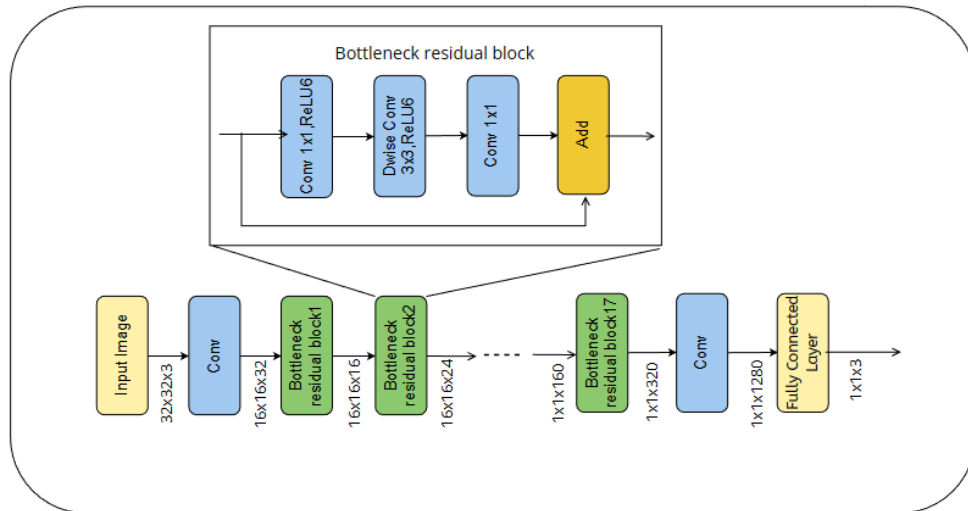 Bottleneck residual block
Conv 1x1,ReLU6
Dwise Conv
3x3,ReLU6
Conv 1x1
Add
Input Image
32x32x3
Conv
16x16x32
Bottleneck
residual block1
16x16x16
Bottleneck
residual block2
16x16x24
1x1x160
Bottleneck
residual block17
1x1x320
Conv
1x1x1280
Fully Connected
Layer
1x1x3